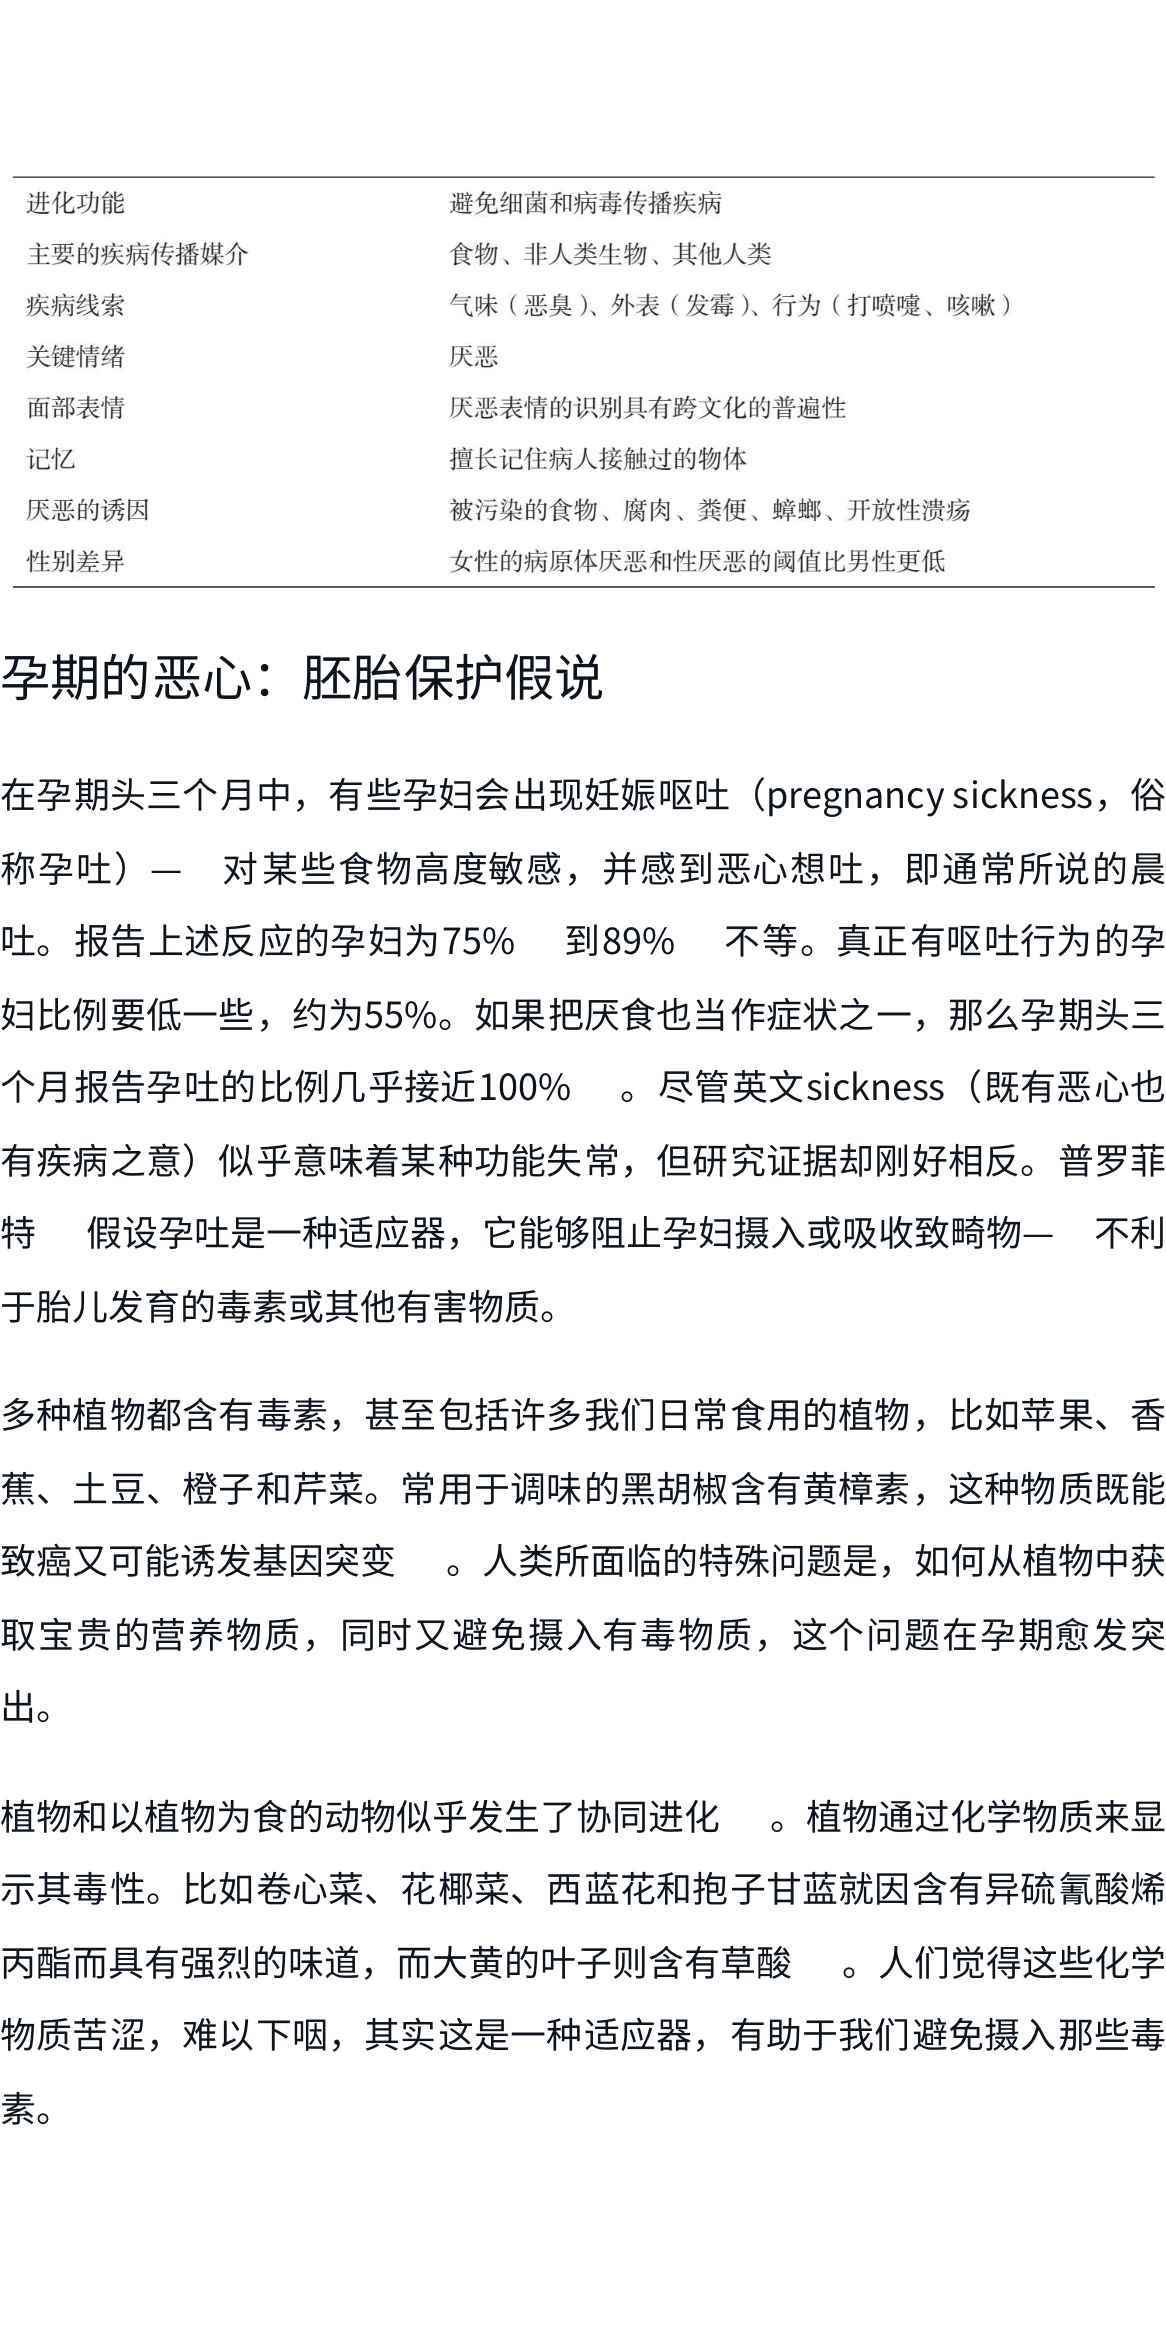 进化功能 避免细菌和病毒传播疾病
主要的疾病传播媒介 食物、非人类生物、其他人类
疾病线索 气味（恶臭）、外表（发霉）、行为（打喷嚏、咳嗽）
关键情绪 厌恶
面部表情 厌恶表情的识别具有跨文化的普遍性
记忆 擅长记住病人接触过的物体
厌恶的诱因 被污染的食物、腐肉、粪便、蟑螂、开放性溃疡
性别差异 女性的病原体厌恶和性厌恶的阈值比男性更低
孕期的恶心：胚胎保护假说
在孕期头三个月中，有些孕妇会出现妊娠呕吐（pregnancy sickness，俗
称孕吐）— 对某些食物高度敏感，并感到恶心想吐，即通常所说的晨
吐。报告上述反应的孕妇为75% 到89% 不等。真正有呕吐行为的孕
妇比例要低一些，约为55%。如果把厌食也当作症状之一，那么孕期头三
个月报告孕吐的比例几乎接近100% 。尽管英文sickness（既有恶心也
有疾病之意）似乎意味着某种功能失常，但研究证据却刚好相反。普罗菲
特 假设孕吐是一种适应器，它能够阻止孕妇摄入或吸收致畸物— 不利
于胎儿发育的毒素或其他有害物质。
多种植物都含有毒素，甚至包括许多我们日常食用的植物，比如苹果、香
蕉、土豆、橙子和芹菜。常用于调味的黑胡椒含有黄樟素，这种物质既能
致癌又可能诱发基因突变 。人类所面临的特殊问题是，如何从植物中获
取宝贵的营养物质，同时又避免摄入有毒物质，这个问题在孕期愈发突
出。
植物和以植物为食的动物似乎发生了协同进化 。植物通过化学物质来显
示其毒性。比如卷心菜、花椰菜、西蓝花和抱子甘蓝就因含有异硫氰酸烯
丙酯而具有强烈的味道，而大黄的叶子则含有草酸 。人们觉得这些化学
物质苦涩，难以下咽，其实这是一种适应器，有助于我们避免摄入那些毒
素。